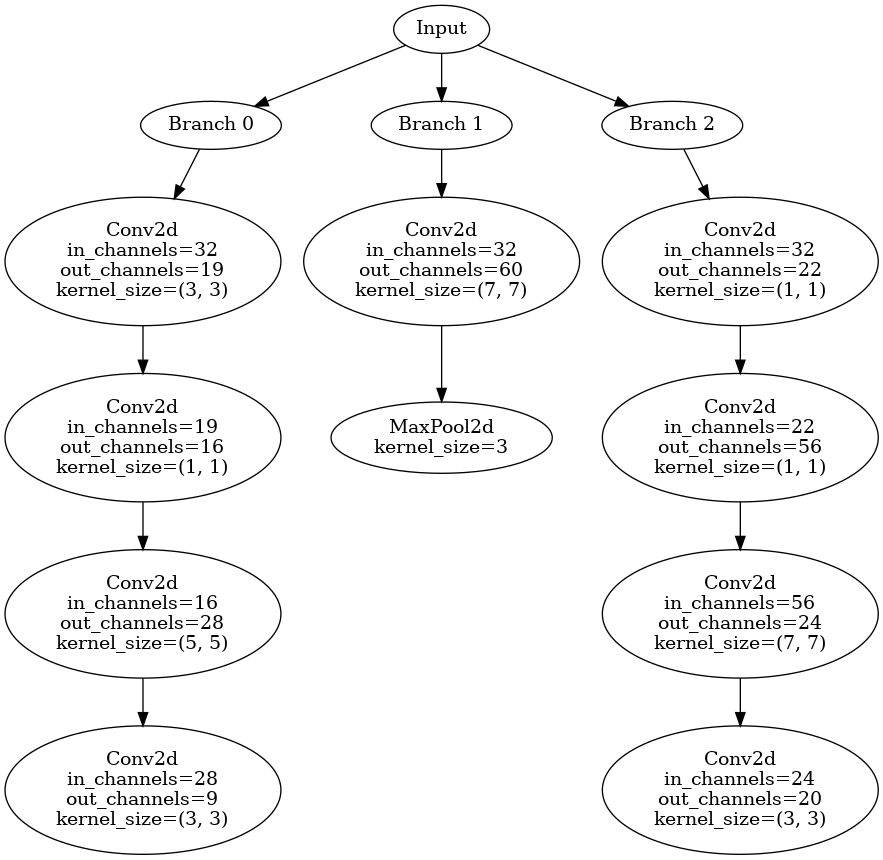 Input
Branch 0
Branch 1
Branch 2
Conv2d
in_channels=32
out_channels=19
kernel_size=(3, 3)
Conv2d
in_channels=32
out_channels=60
kernel_size=(7, 7)
Conv2d
in_channels=32
out_channels=22
kernel_size=(1, 1)
Conv2d
in_channels=19
out_channels=16
kernel_size=(1, 1)
MaxPool2d
kernel_size=3
Conv2d
in_channels=22
out_channels=56
kernel_size=(1, 1)
Conv2d
in_channels=16
out_channels=28
kernel_size=(5, 5)
Conv2d
in_channels=56
out_channels=24
kernel_size=(7, 7)
Conv2d
in_channels=28
out_channels=9
kernel_size=(3, 3)
Conv2d
in_channels=24
out_channels=20
kernel_size=(3, 3)